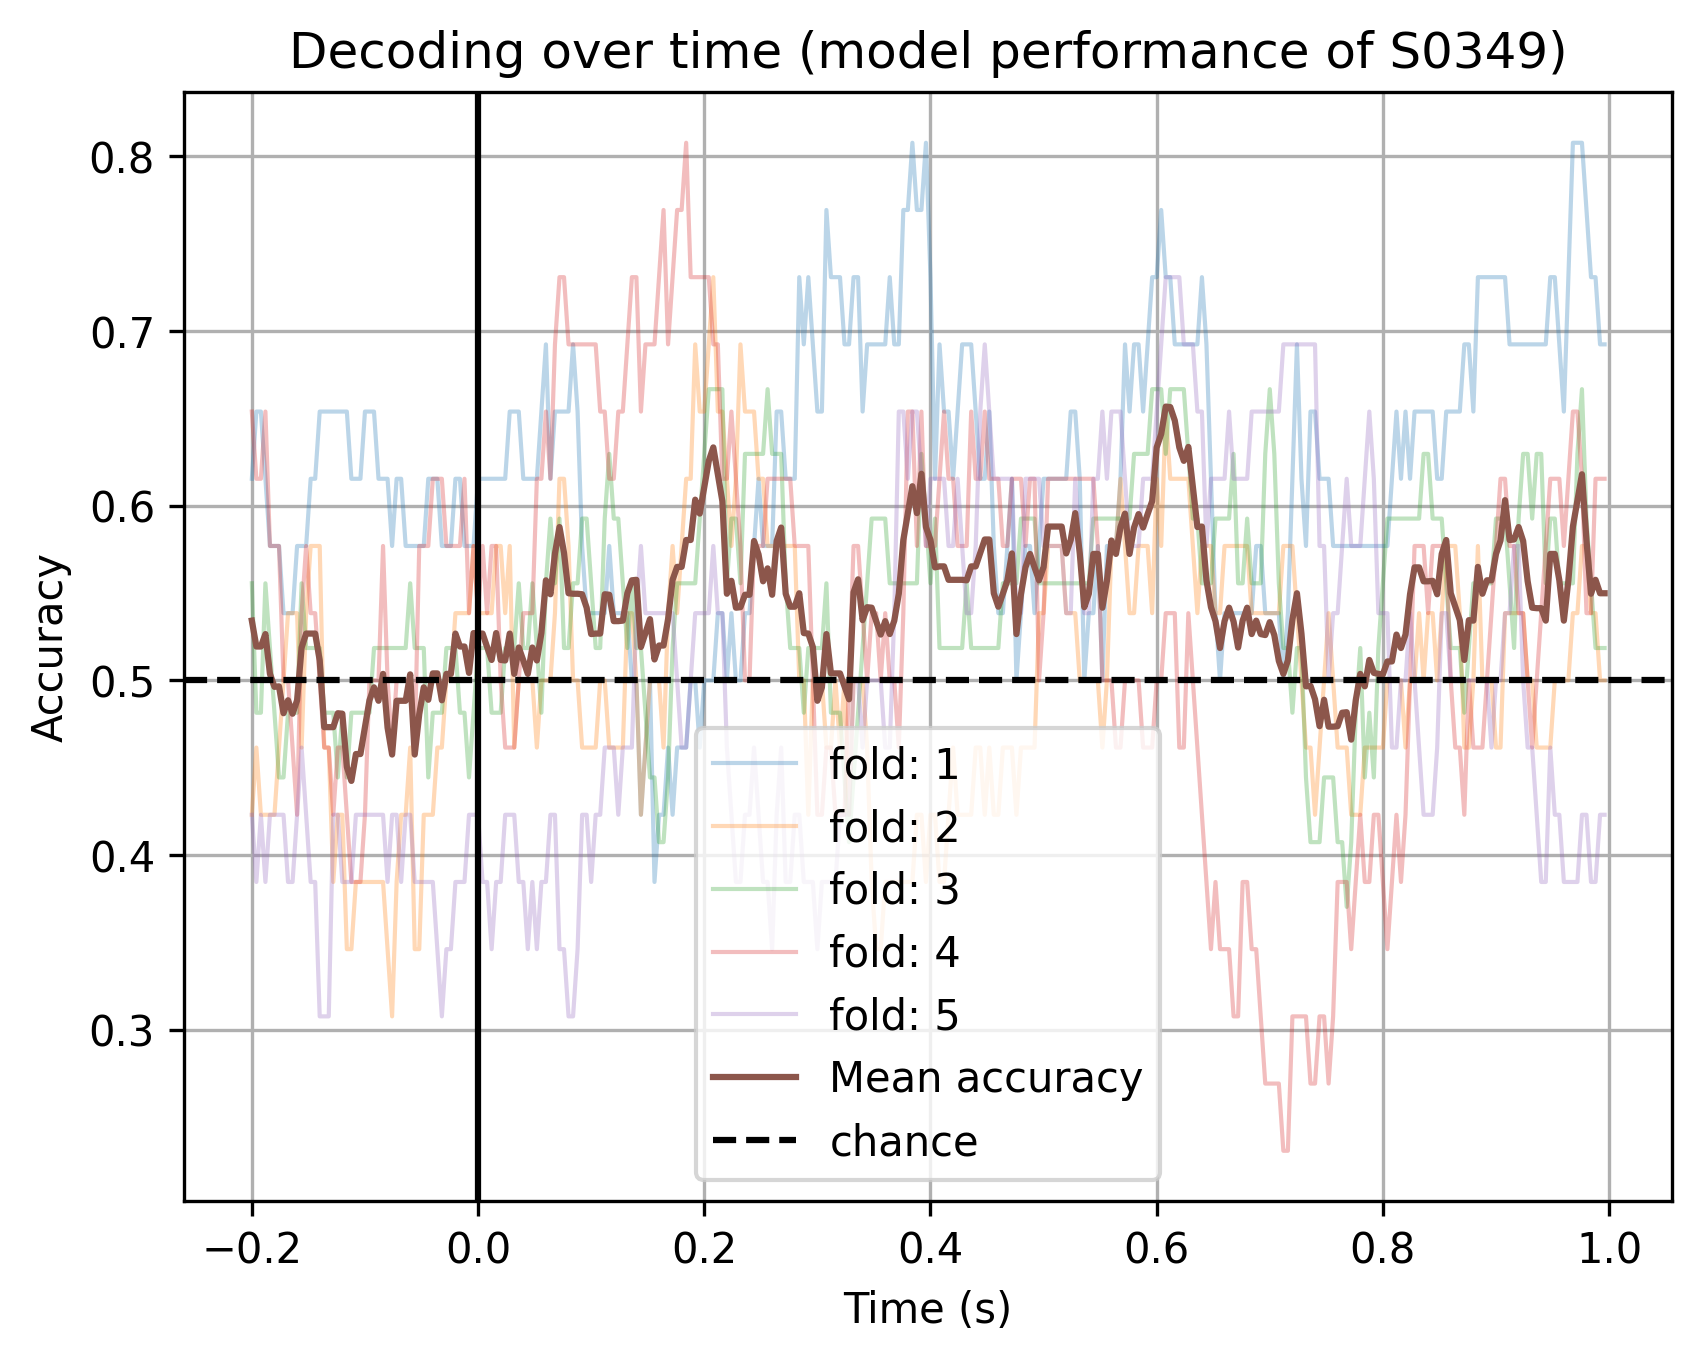 Decoding over time (model performance of S0349)
Accuracy
0.8
0.7
0.6
0.5
0.4
0.3
fold: 1
fold: 2
fold: 3
fold: 4
fold: 5
Mean accuracy
chance
−0.2 0.0 0.2 0.4 0.6 0.8 1.0
Time (s)